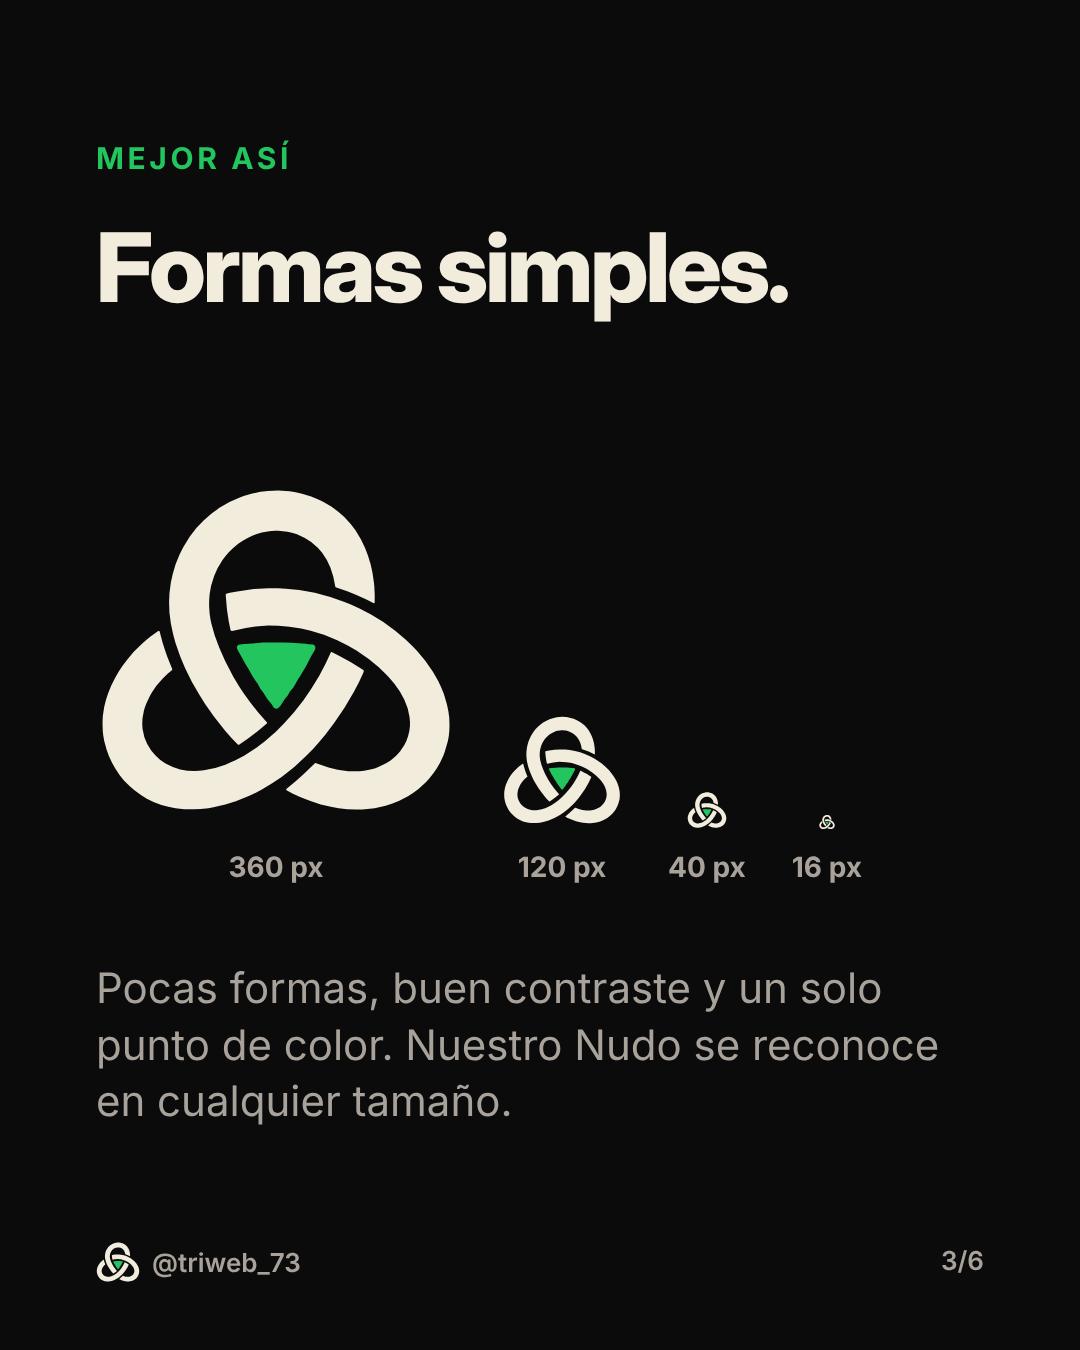 MEJOR ASÍ
Formas simples.
360 px
120 px
40 px
16 px
Pocas formas, buen contraste y un solo
punto de color. Nuestro Nudo se reconoce
en cualquier tamaño.
@triweb_73
3/6